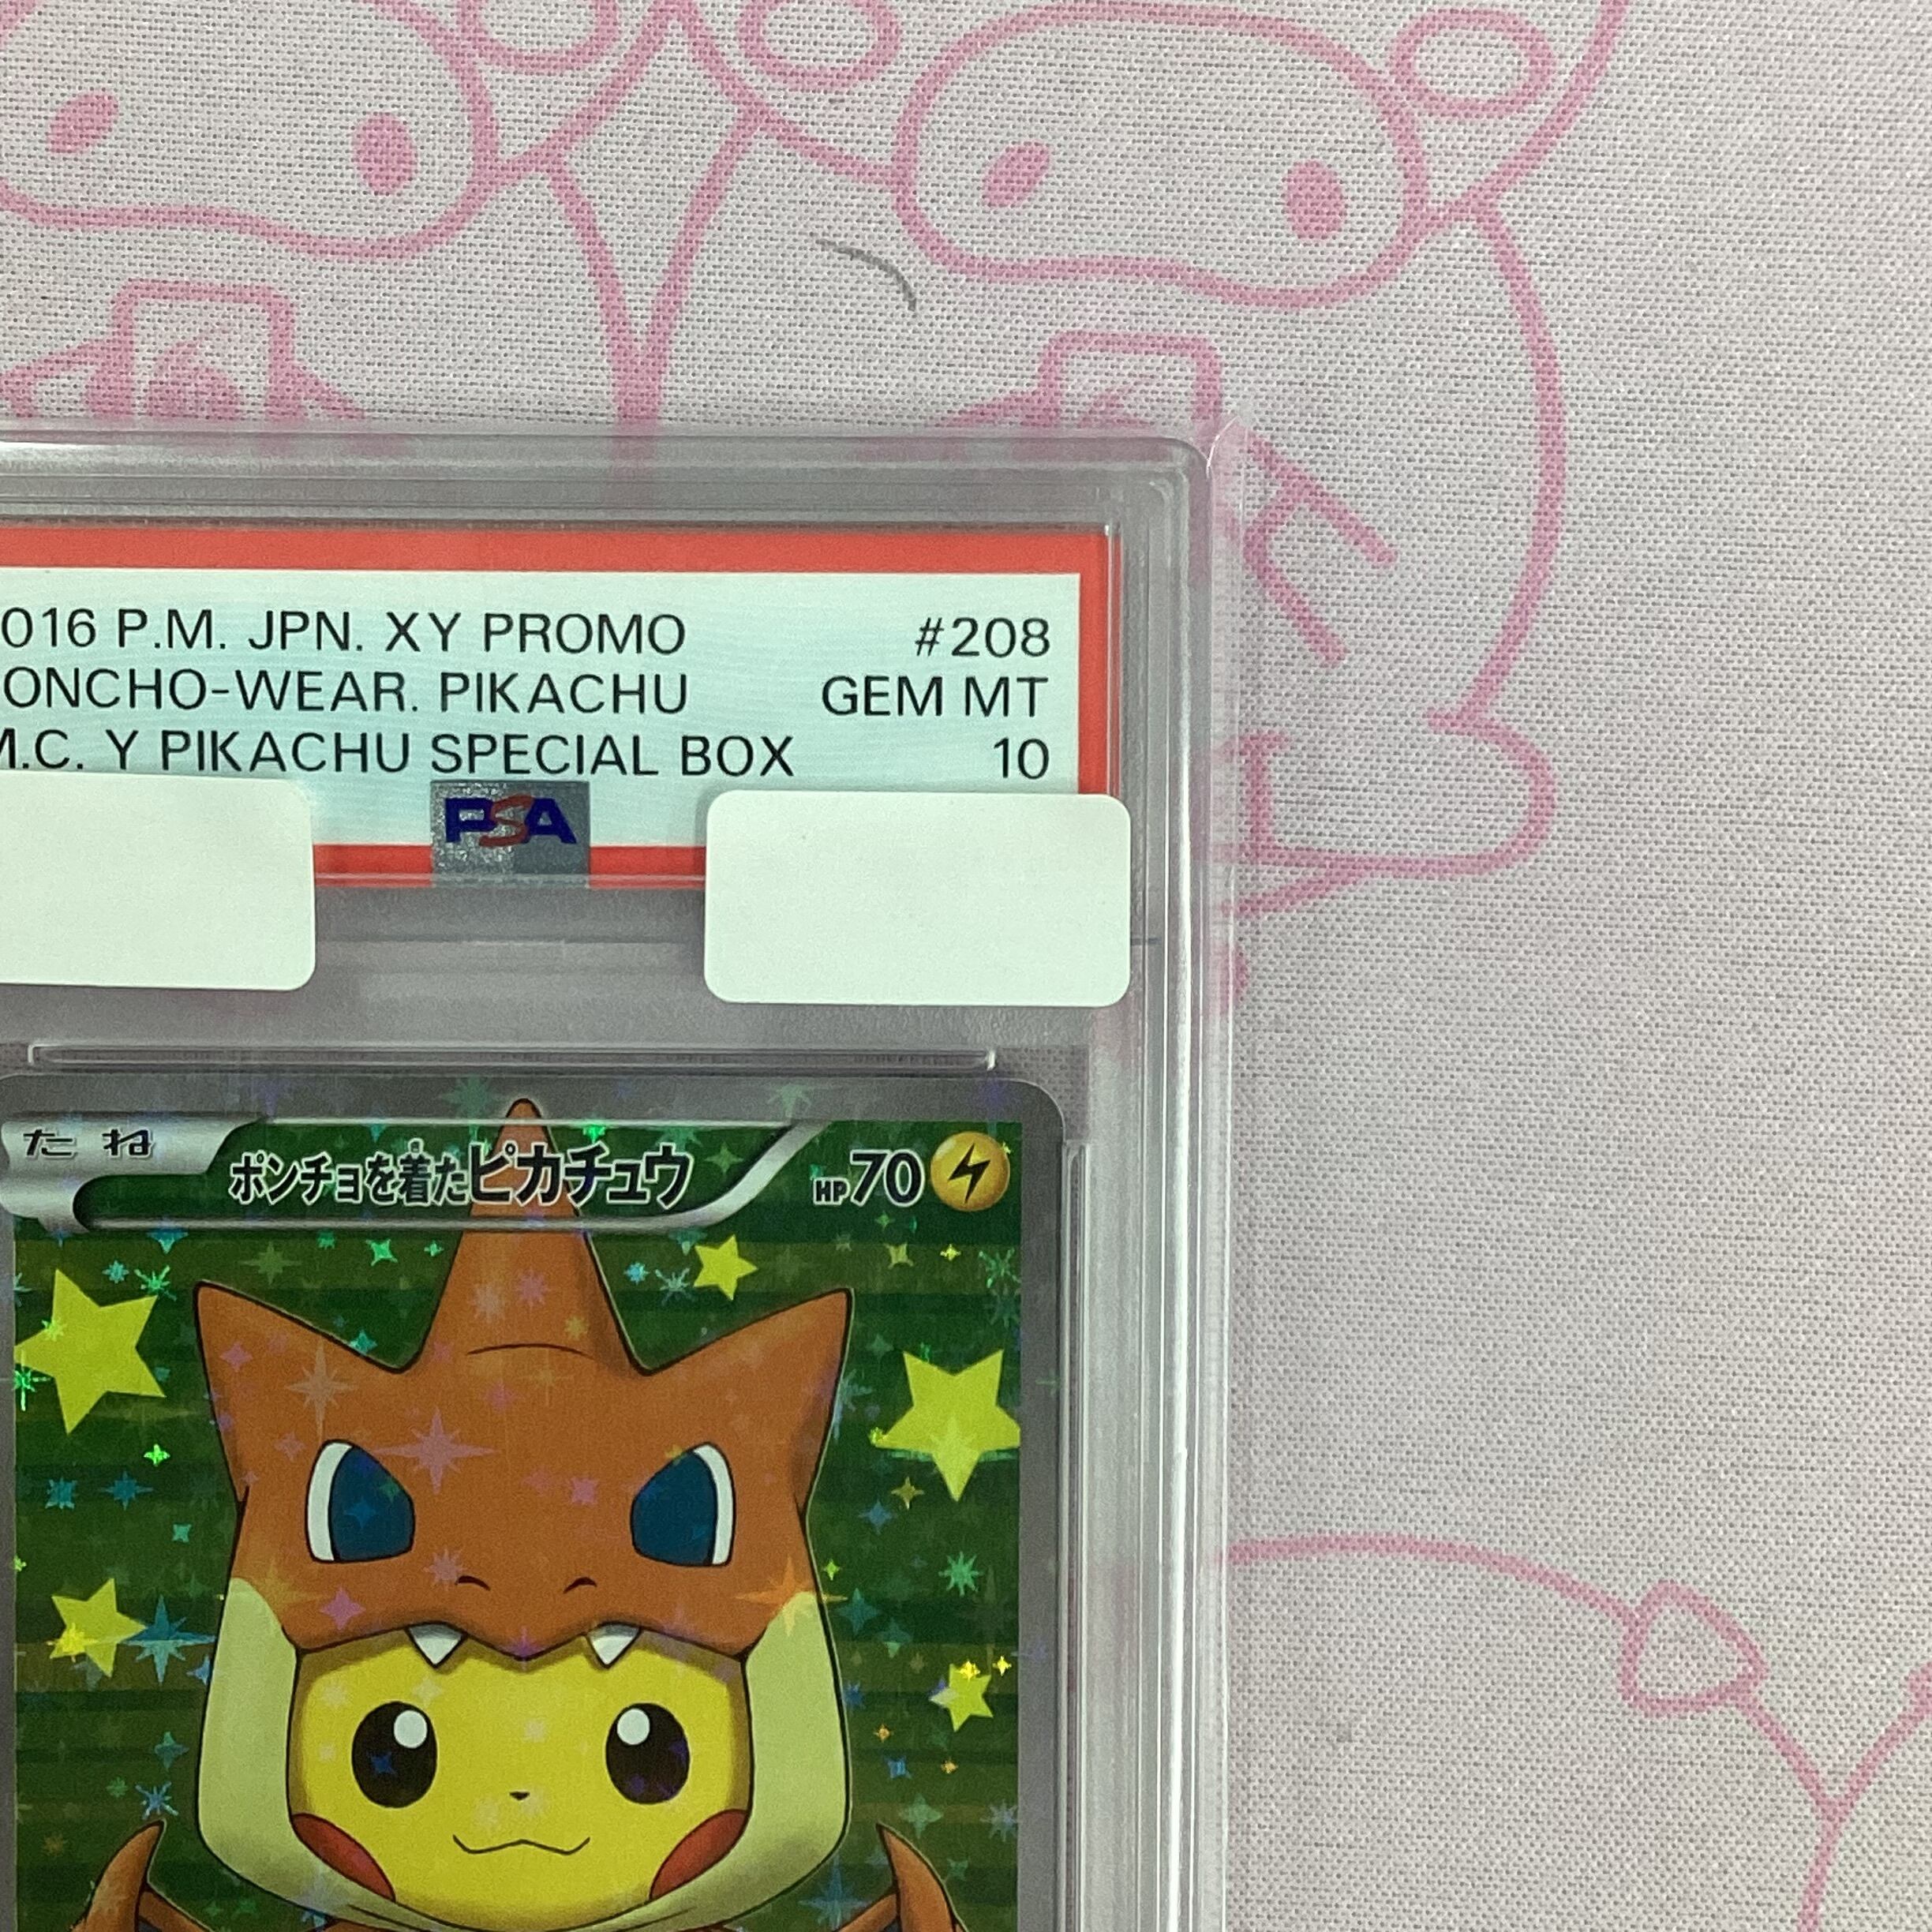 016 P.M. JPN. XY PROMO #208
ONCHO-WEAR. PIKACHU GEM MT
M.C. Y PIKACHU SPECIAL BOX 10
PSA
たね ポンチョを着たピカチュウ HP70